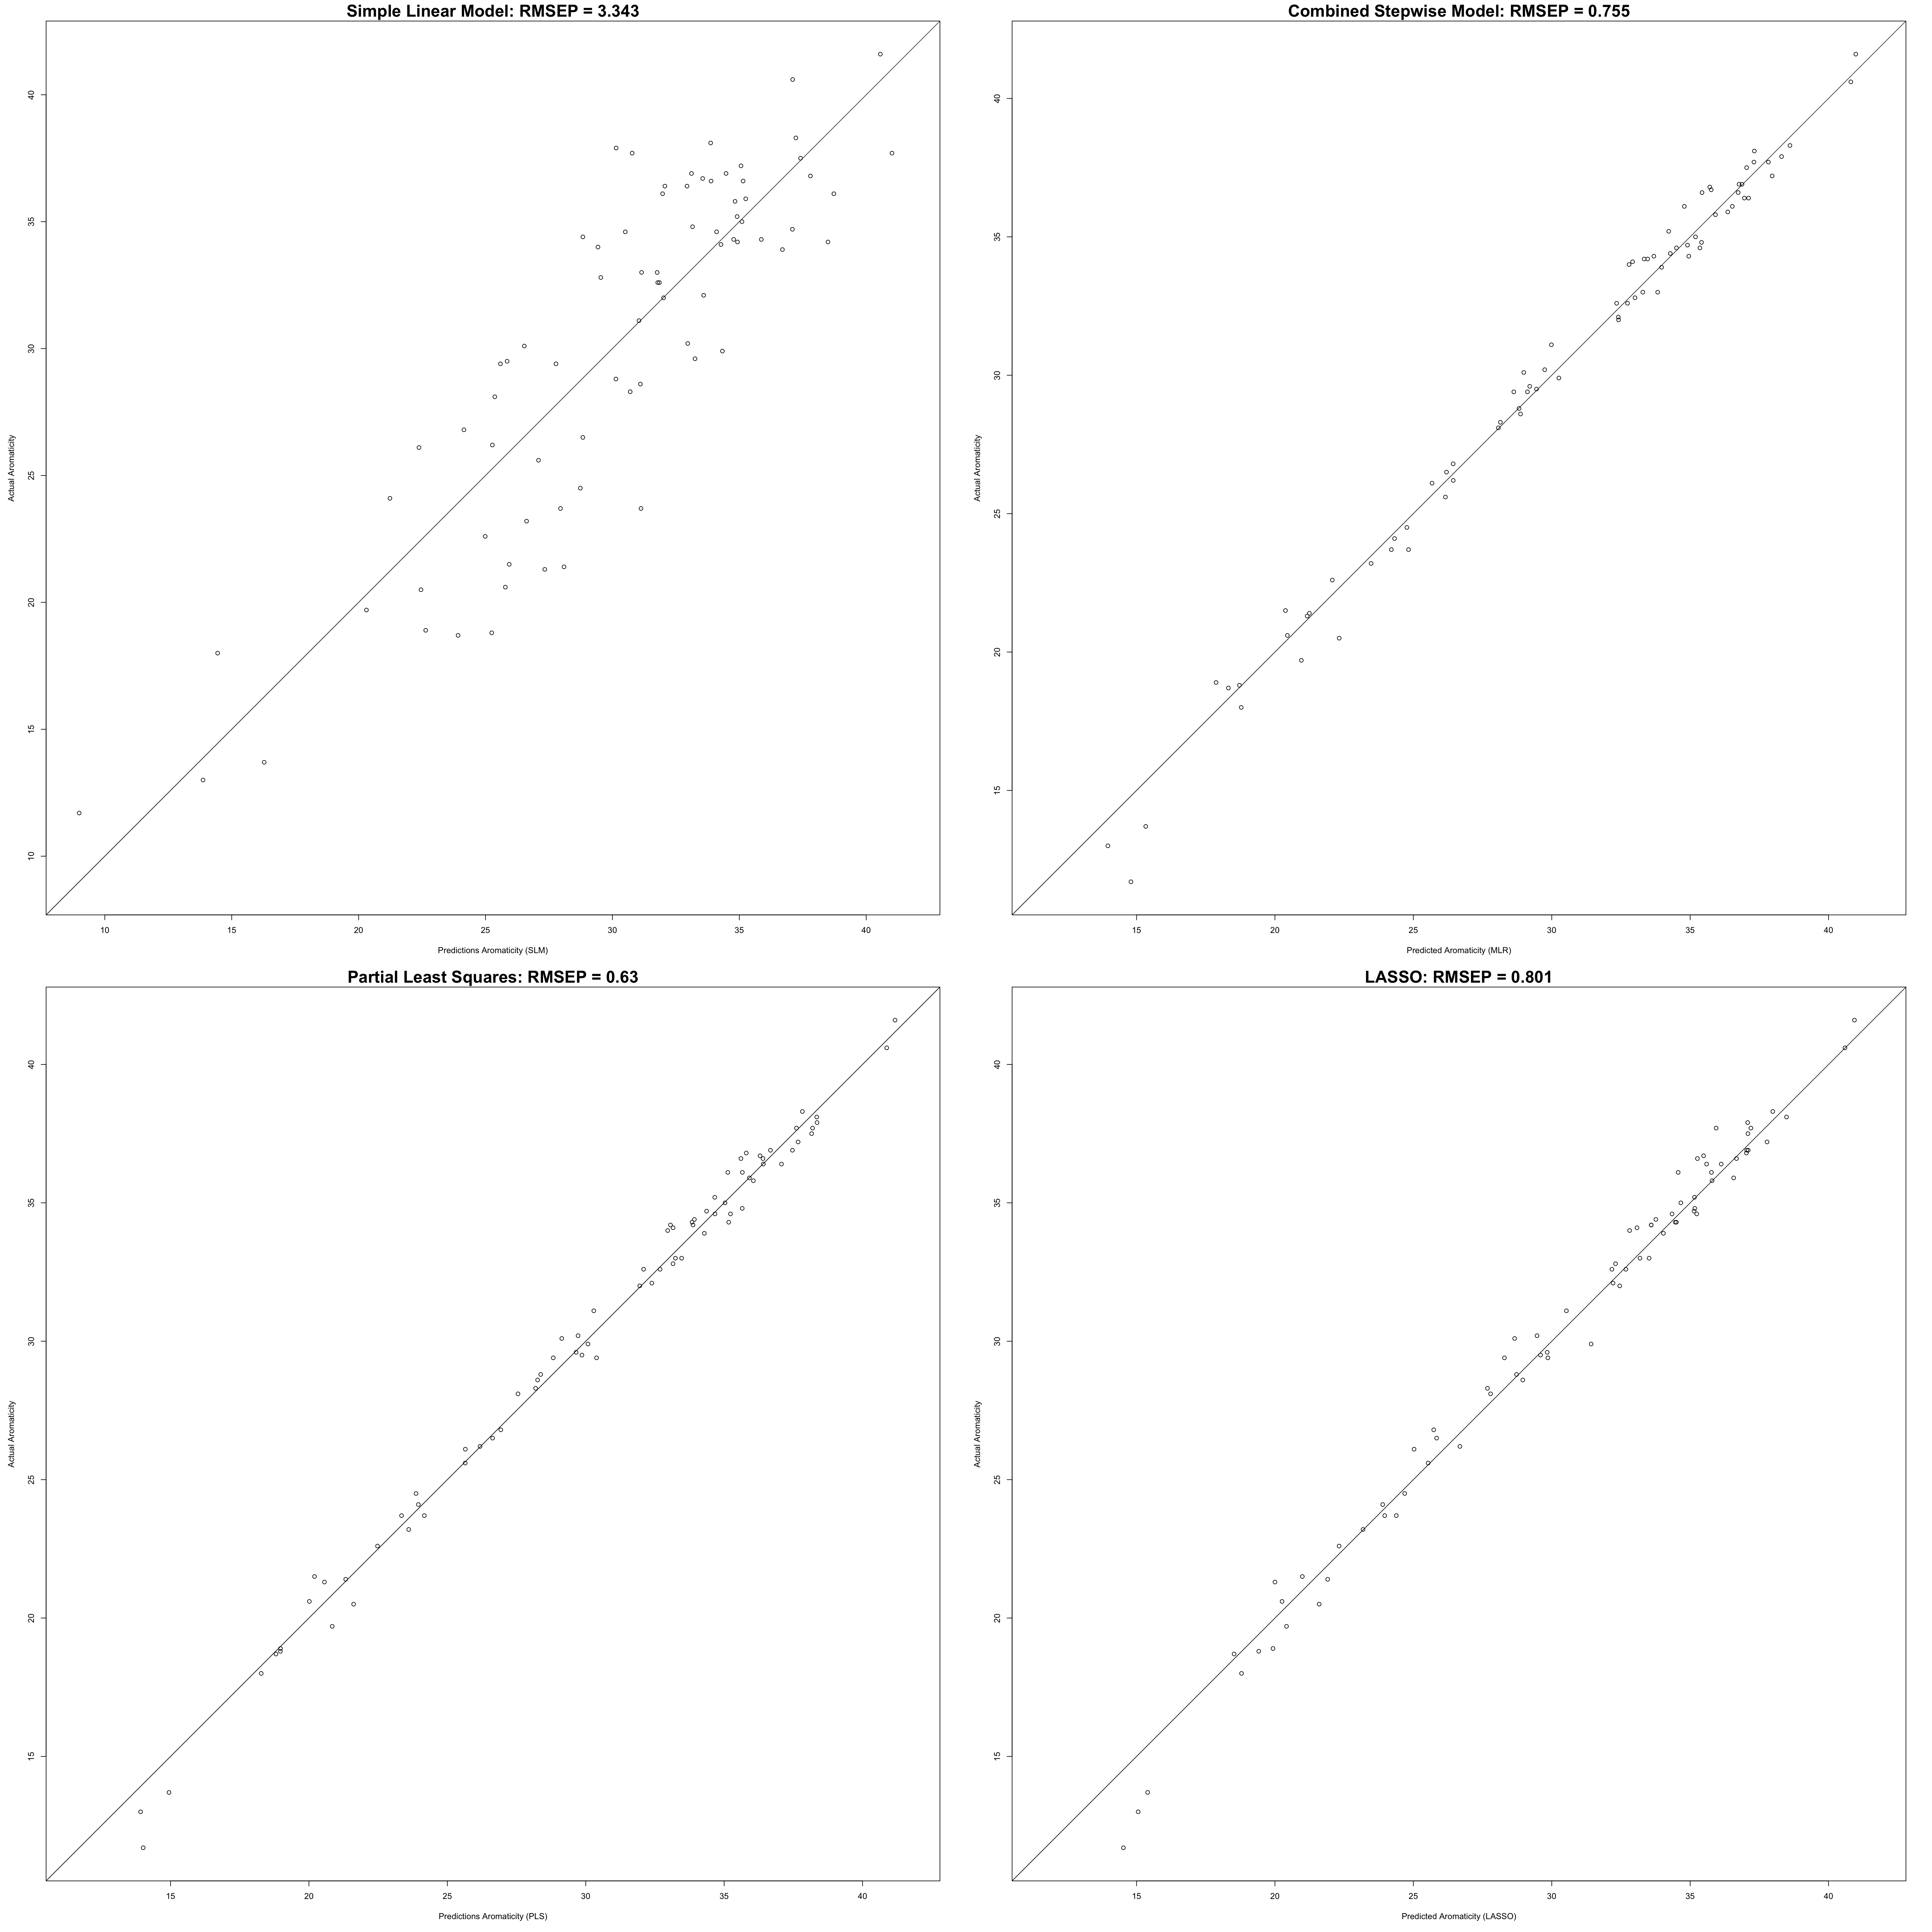 Simple Linear Model: RMSEP = 3.343
Actual Aromaticity
40
35
30
25
20
15
10
10 15 20 25 30 35 40
Predictions Aromaticity (SLM)
Combined Stepwise Model: RMSEP = 0.755
Actual Aromaticity
40
35
30
25
20
15
15 20 25 30 35 40
Predicted Aromaticity (MLR)
Partial Least Squares: RMSEP = 0.63
Actual Aromaticity
40
35
30
25
20
15
15 20 25 30 35 40
Predictions Aromaticity (PLS)
LASSO: RMSEP = 0.801
Actual Aromaticity
40
35
30
25
20
15
15 20 25 30 35 40
Predicted Aromaticity (LASSO)